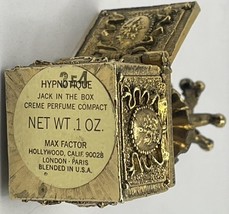 HYPNOTIQUE
254
JACK IN THE BOX
CREME PERFUME COMPACT
NET WT .1 OZ.
MAX FACTOR
HOLLYWOOD, CALIF. 90028
LONDON · PARIS
BLENDED IN U.S.A.